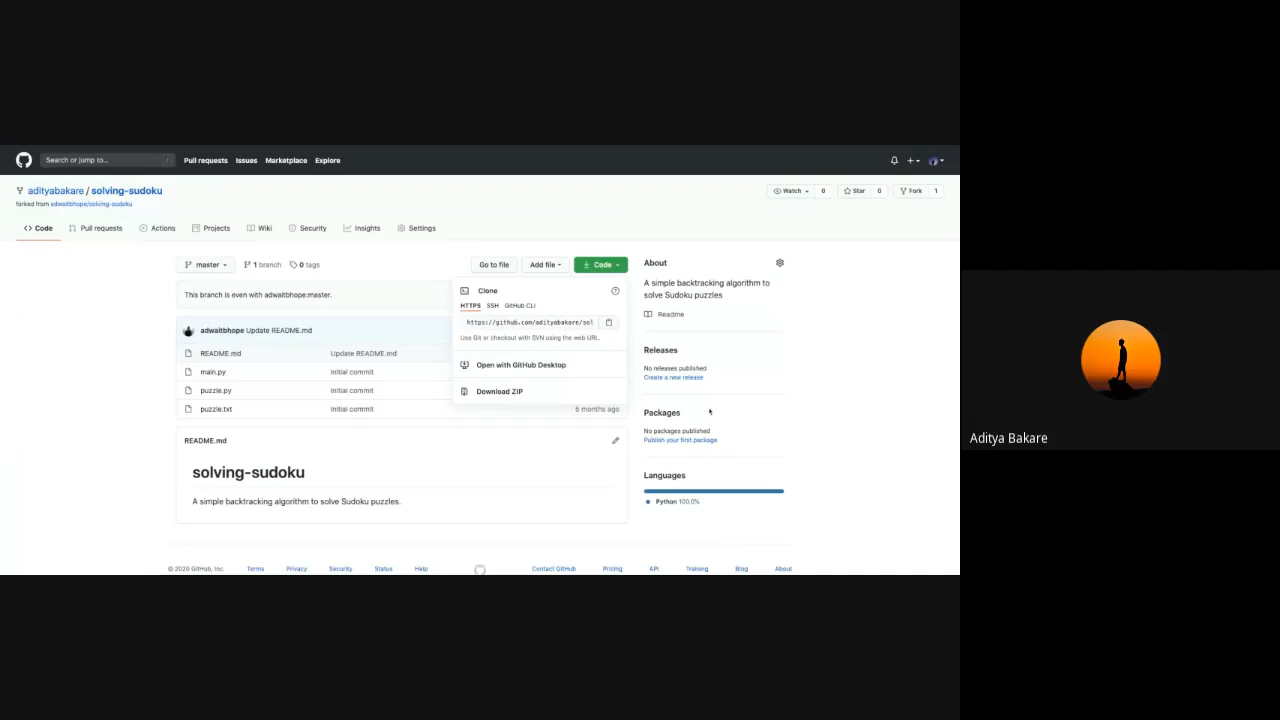 Search or jump to... /
Pull requests Issues Marketplace Explore
adityabakare / solving-sudoku
forked from adwaitbhope/solving-sudoku
Watch 0 Star 0 Fork 1
Code Pull requests Actions Projects Wiki Security Insights Settings
master 1 branch 0 tags
Go to file Add file Code
This branch is even with adwaitbhope:master.
adwaitbhope Update README.md
README.md Update README.md
main.py Initial commit
puzzle.py Initial commit
puzzle.txt Initial commit 5 months ago
Clone
HTTPS SSH GitHub CLI
https://github.com/adityabakare/sol
Use Git or checkout with SVN using the web URL.
Open with GitHub Desktop
Download ZIP
README.md
solving-sudoku
A simple backtracking algorithm to solve Sudoku puzzles.
About
A simple backtracking algorithm to
solve Sudoku puzzles
Readme
Releases
No releases published
Create a new release
Packages
No packages published
Publish your first package
Languages
Python 100.0%
© 2020 GitHub, Inc. Terms Privacy Security Status Help Contact GitHub Pricing API Training Blog About
Aditya Bakare